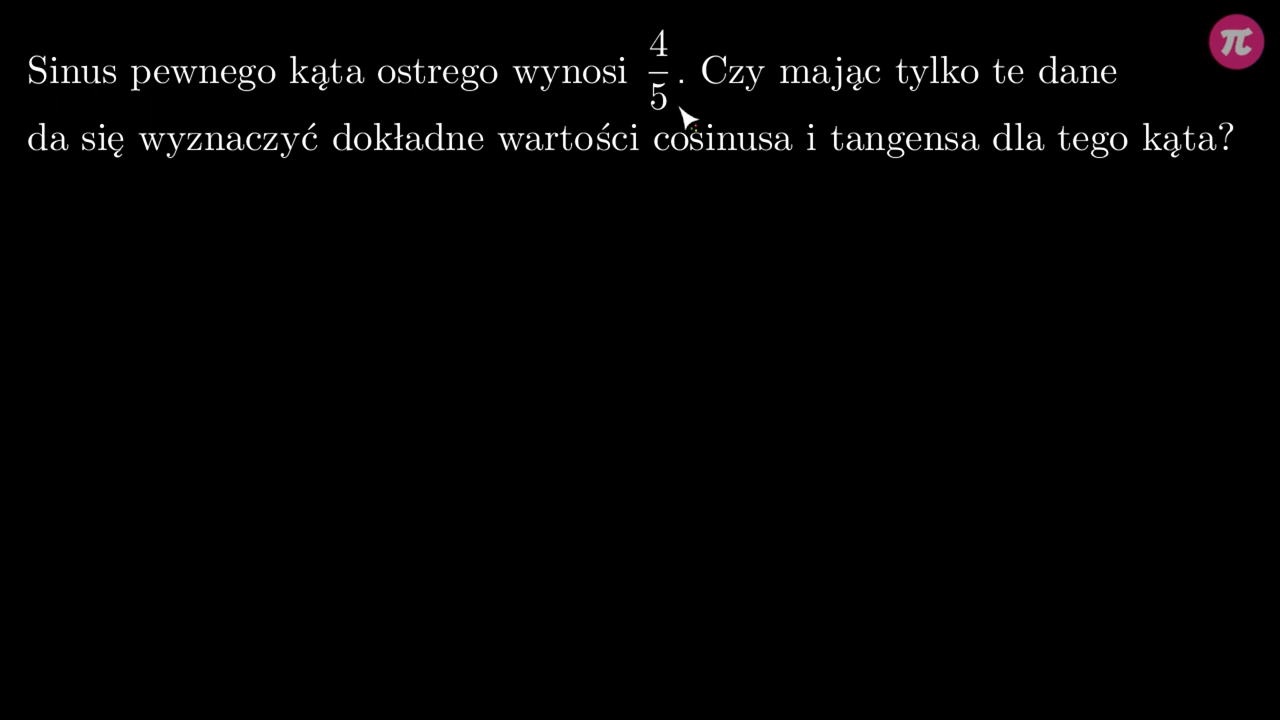 Sinus pewnego kąta ostrego wynosi 4/5. Czy mając tylko te dane
da się wyznaczyć dokładne wartości cosinusa i tangensa dla tego kąta?
π